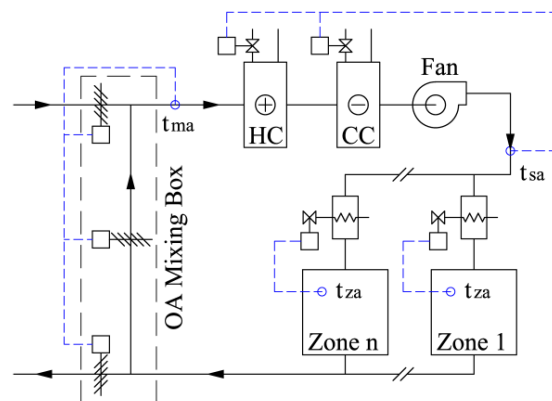 Fan
HC
CC
tma
tsa
OA Mixing Box
tza
tza
Zone n
Zone 1